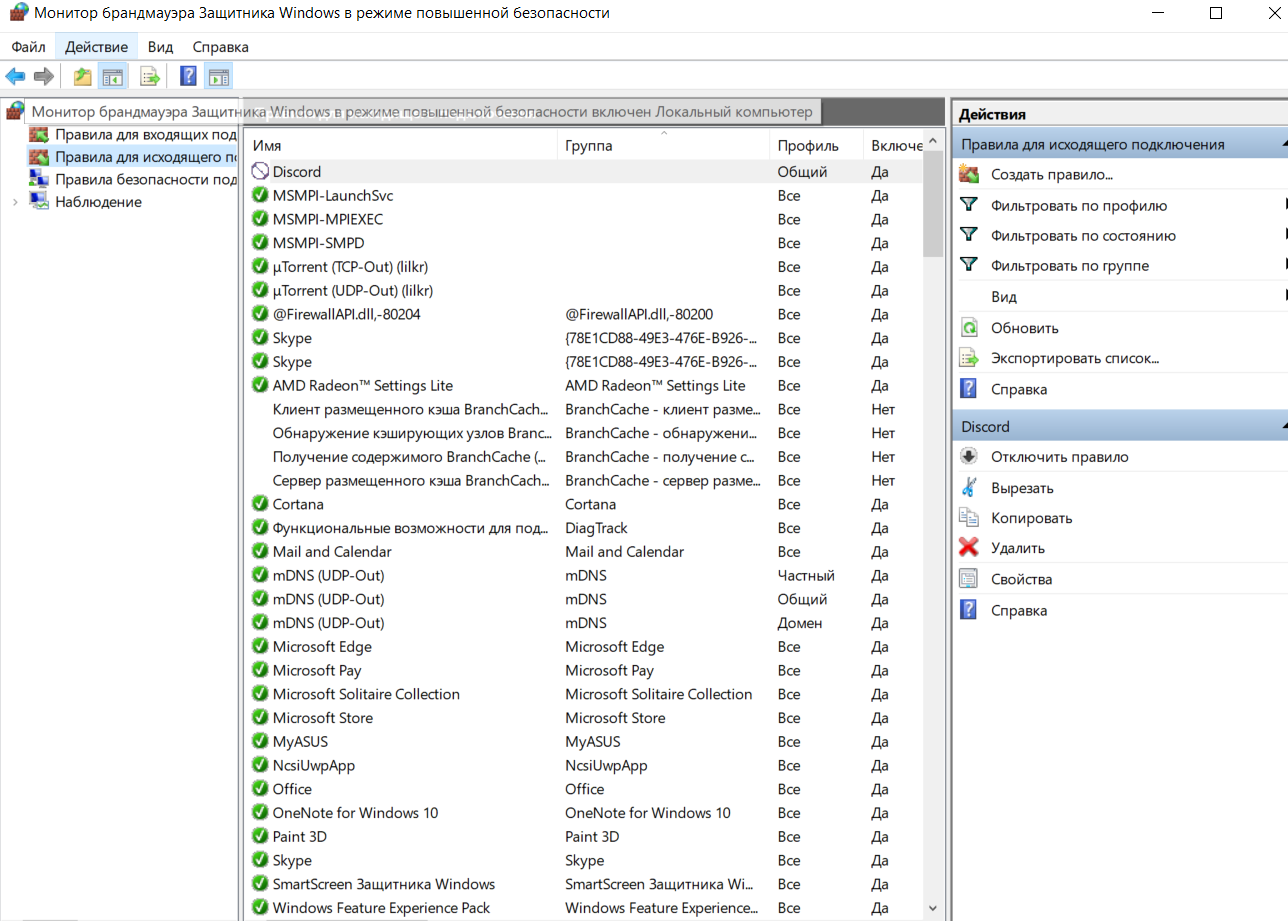 Монитор брандмауэра Защитника Windows в режиме повышенной безопасности
Файл Действие Вид Справка
Монитор брандмауэра Защитника Windows в режиме повышенной безопасности включен Локальный компьютер
Правила для входящих под
Правила для исходящего п
Правила безопасности под
Наблюдение
Имя Группа Профиль Включе
Discord Общий Да
MSMPI-LaunchSvc Все Да
MSMPI-MPIEXEC Все Да
MSMPI-SMPD Все Да
µTorrent (TCP-Out) (lilkr) Все Да
µTorrent (UDP-Out) (lilkr) Все Да
@FirewallAPI.dll,-80204 @FirewallAPI.dll,-80200 Все Да
Skype {78E1CD88-49E3-476E-B926-... Все Да
Skype {78E1CD88-49E3-476E-B926-... Все Да
AMD Radeon™ Settings Lite AMD Radeon™ Settings Lite Все Да
Клиент размещенного кэша BranchCach... BranchCache - клиент разме... Все Нет
Обнаружение кэширующих узлов Branc... BranchCache - обнаружени... Все Нет
Получение содержимого BranchCache (... BranchCache - получение с... Все Нет
Сервер размещенного кэша BranchCach... BranchCache - сервер разме... Все Нет
Cortana Cortana Все Да
Функциональные возможности для под... DiagTrack Все Да
Mail and Calendar Mail and Calendar Все Да
mDNS (UDP-Out) mDNS Частный Да
mDNS (UDP-Out) mDNS Общий Да
mDNS (UDP-Out) mDNS Домен Да
Microsoft Edge Microsoft Edge Все Да
Microsoft Pay Microsoft Pay Все Да
Microsoft Solitaire Collection Microsoft Solitaire Collection Все Да
Microsoft Store Microsoft Store Все Да
MyASUS MyASUS Все Да
NcsiUwpApp NcsiUwpApp Все Да
Office Office Все Да
OneNote for Windows 10 OneNote for Windows 10 Все Да
Paint 3D Paint 3D Все Да
Skype Skype Все Да
SmartScreen Защитника Windows SmartScreen Защитника Wi... Все Да
Windows Feature Experience Pack Windows Feature Experience... Все Да
Действия
Правила для исходящего подключения
Создать правило...
Фильтровать по профилю
Фильтровать по состоянию
Фильтровать по группе
Вид
Обновить
Экспортировать список...
Справка
Discord
Отключить правило
Вырезать
Копировать
Удалить
Свойства
Справка